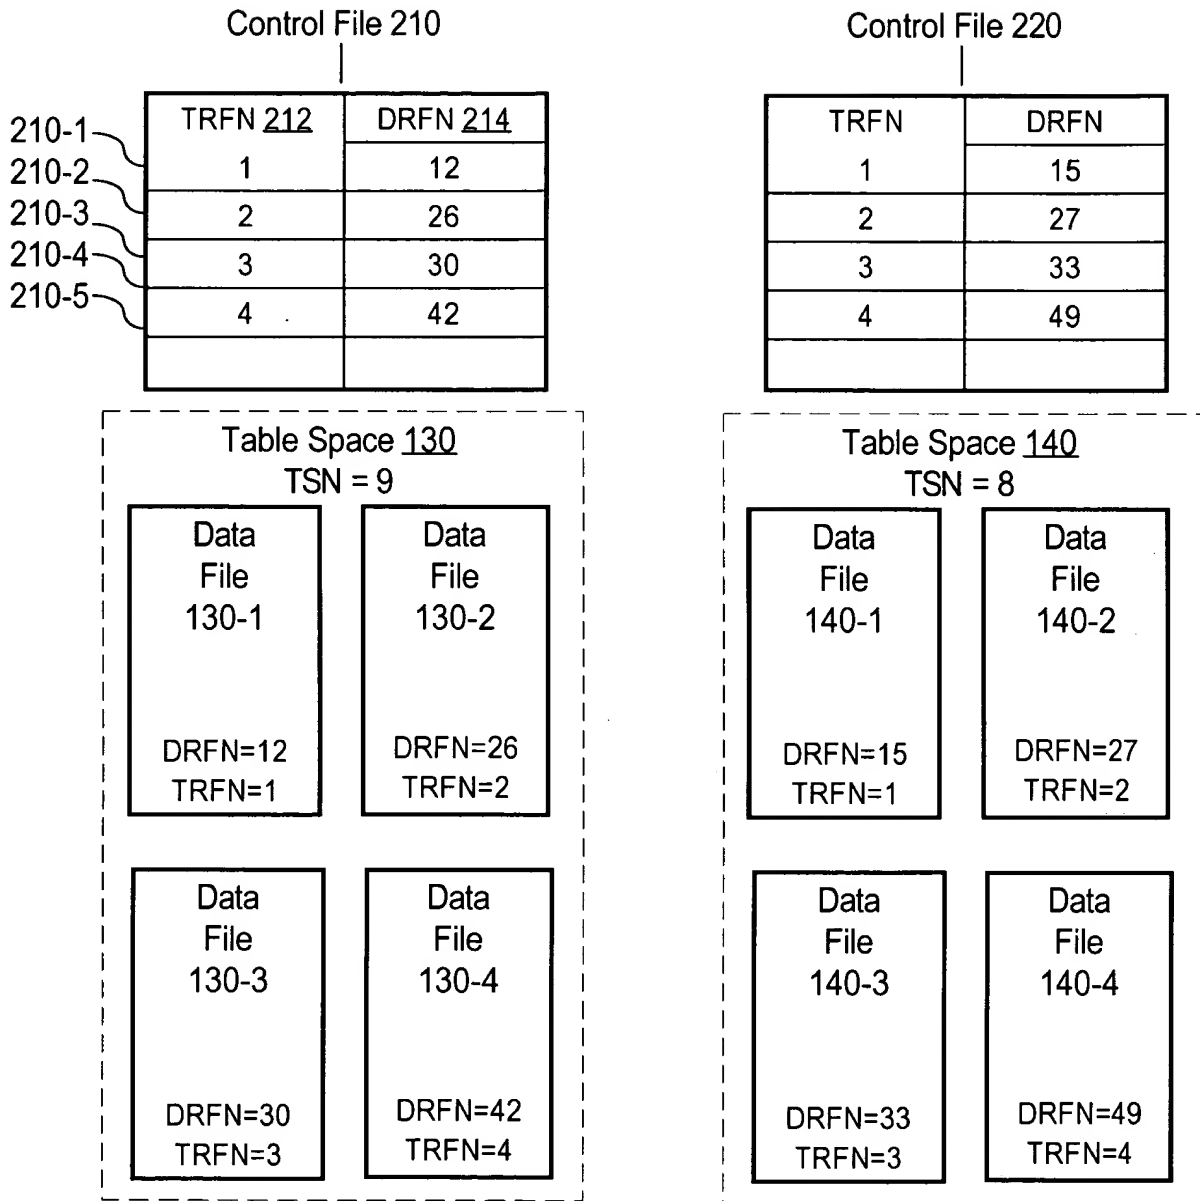 Control File 210
TRFN 212 DRFN 214
210-1
1 12
210-2
2 26
210-3
3 30
210-4
4 42
210-5
Control File 220
TRFN DRFN
1 15
2 27
3 33
4 49
Table Space 130
TSN = 9
Data
File
130-1
DRFN=12
TRFN=1
Data
File
130-2
DRFN=26
TRFN=2
Data
File
130-3
DRFN=30
TRFN=3
Data
File
130-4
DRFN=42
TRFN=4
Table Space 140
TSN = 8
Data
File
140-1
DRFN=15
TRFN=1
Data
File
140-2
DRFN=27
TRFN=2
Data
File
140-3
DRFN=33
TRFN=3
Data
File
140-4
DRFN=49
TRFN=4